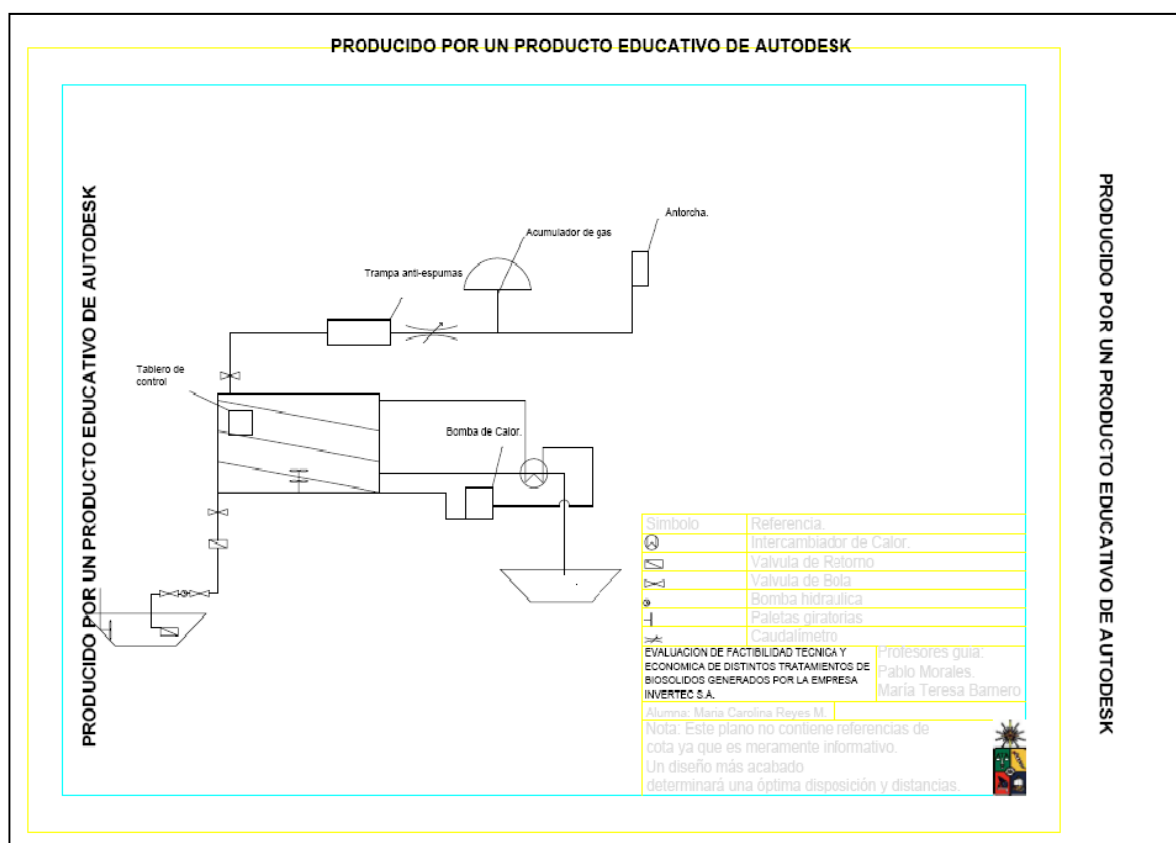 PRODUCIDO POR UN PRODUCTO EDUCATIVO DE AUTODESK
PRODUCIDO POR UN PRODUCTO EDUCATIVO DE AUTODESK
PRODUCIDO POR UN PRODUCTO EDUCATIVO DE AUTODESK
Antorcha.
Acumulador de gas
Trampa anti-espumas
Tablero de
control
Bomba de Calor.
Simbolo Referencia.
Intercambiador de Calor.
Valvula de Retorno
Valvula de Bola
Bomba hidraulica
Paletas giratorias
Caudalimetro
EVALUACION DE FACTIBILIDAD TECNICA Y
ECONOMICA DE DISTINTOS TRATAMIENTOS DE
BIOSOLIDOS GENERADOS POR LA EMPRESA
INVERTEC S.A.
Profesores guia:
Pablo Morales.
María Teresa Barnero
Alumna: Maria Carolina Reyes M.
Nota: Este plano no contiene referencias de
cota ya que es meramente informativo.
Un diseño más acabado
determinará una óptima disposición y distancias.